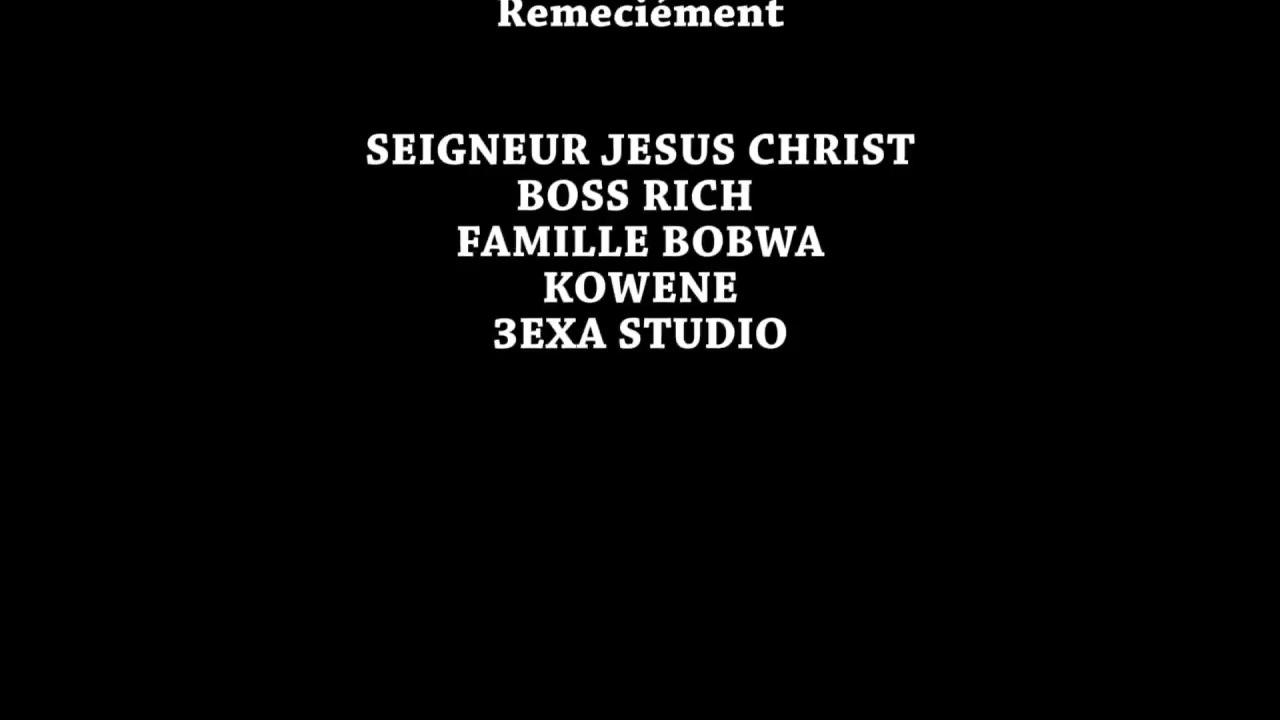 Remeciément
SEIGNEUR JESUS CHRIST
BOSS RICH
FAMILLE BOBWA
KOWENE
3EXA STUDIO